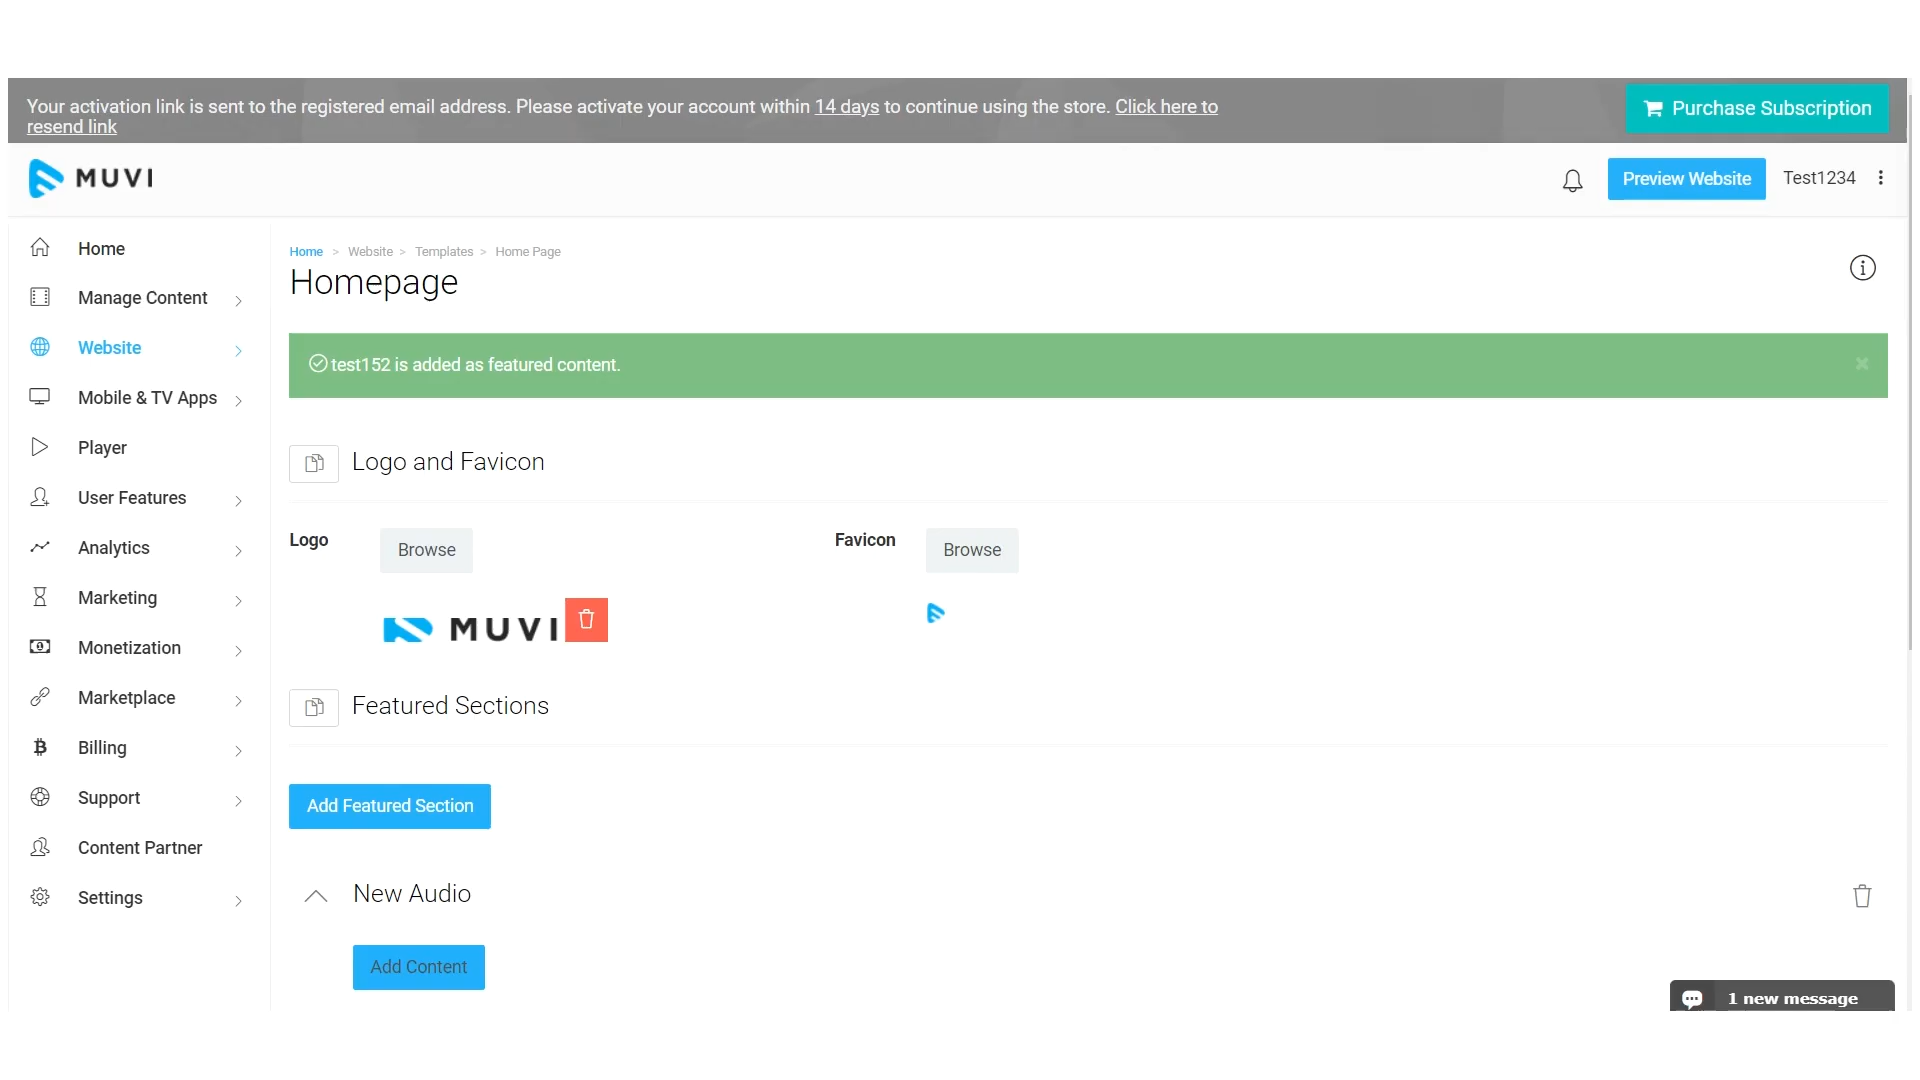 Your activation link is sent to the registered email address. Please activate your account within 14 days to continue using the store. Click here to
resend link
Purchase Subscription
MUVI
Preview Website
Test1234
Home
Manage Content
Website
Mobile & TV Apps
Player
User Features
Analytics
Marketing
Monetization
Marketplace
Billing
Support
Content Partner
Settings
Home > Website > Templates > Home Page
Homepage
test152 is added as featured content.
Logo and Favicon
Logo
Browse
Favicon
Browse
MUVI
Featured Sections
Add Featured Section
New Audio
Add Content
1 new message